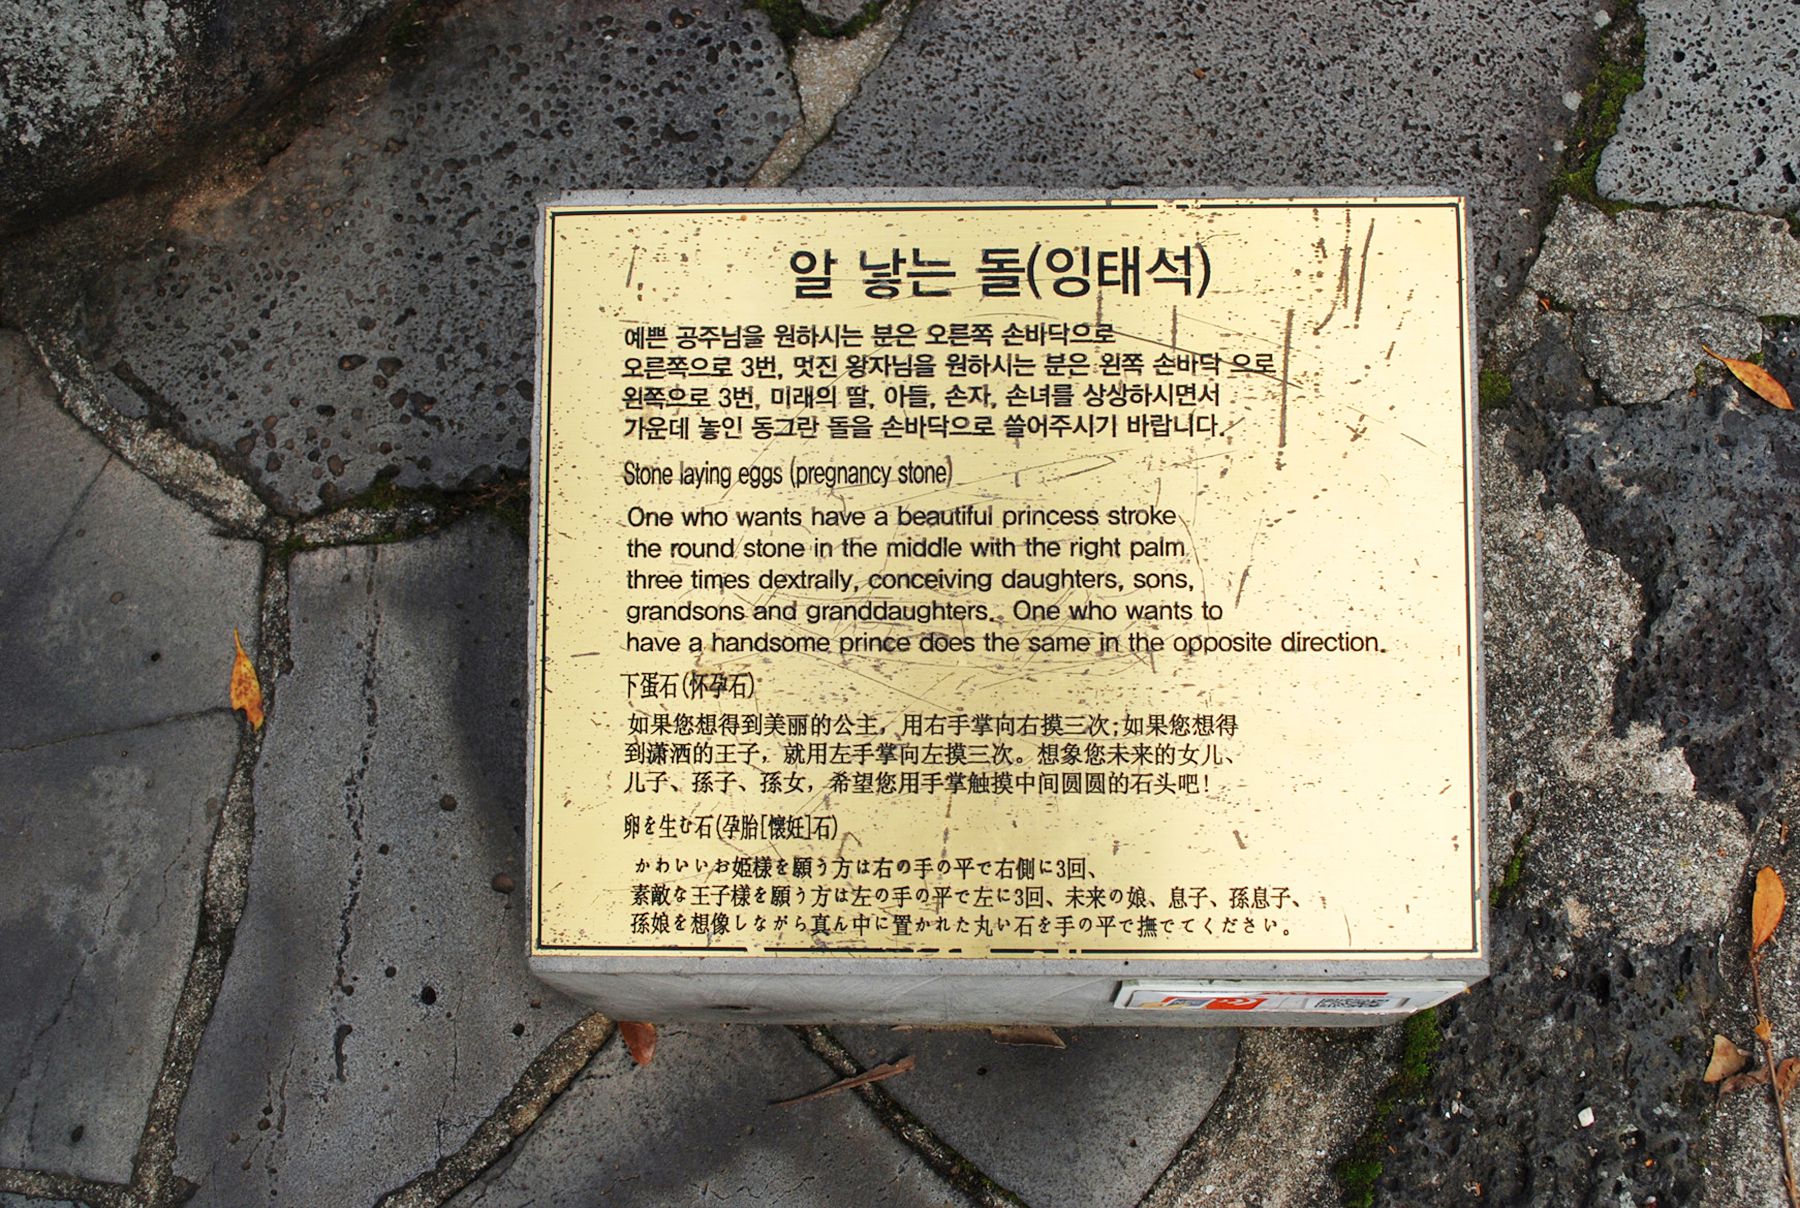 알 낳는 돌(잉태석)
예쁜 공주님을 원하시는 분은 오른쪽 손바닥으로
오른쪽으로 3번, 멋진 왕자님을 원하시는 분은 왼쪽 손바닥 으로
왼쪽으로 3번, 미래의 딸, 아들, 손자, 손녀를 상상하시면서
가운데 놓인 동그란 돌을 손바닥으로 쓸어주시기 바랍니다.
Stone laying eggs (pregnancy stone)
One who wants have a beautiful princess stroke
the round stone in the middle with the right palm
three times dextrally, conceiving daughters, sons,
grandsons and granddaughters. One who wants to
have a handsome prince does the same in the opposite direction.
下蛋石(怀孕石)
如果您想得到美丽的公主，用右手掌向右摸三次;如果您想得
到潇洒的王子，就用左手掌向左摸三次。想象您未来的女儿、
儿子、孫子、孫女，希望您用手掌触摸中间圆圆的石头吧!
卵を生む石(孕胎[懷妊]石)
かわいいお姫様を願う方は右の手の平で右側に3回、
素敵な王子様を願う方は左の手の平で左に3回、未来の娘、息子、孫息子、
孫娘を想像しながら真ん中に置かれた丸い石を手の平で撫でてください。